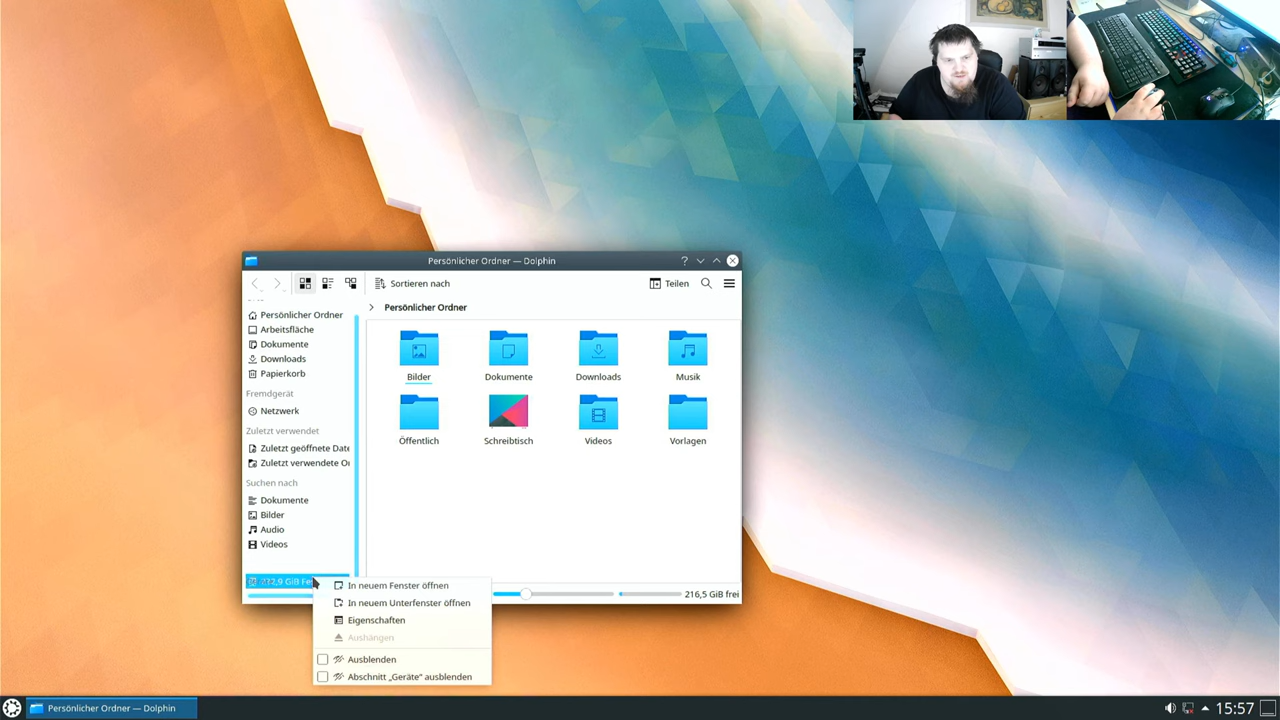 Persönlicher Ordner — Dolphin
Sortieren nach
Teilen
Persönlicher Ordner
Persönlicher Ordner
Arbeitsfläche
Dokumente
Downloads
Papierkorb
Fremdgerät
Netzwerk
Zuletzt verwendet
Zuletzt geöffnete Date
Zuletzt verwendete O
Suchen nach
Dokumente
Bilder
Audio
Videos
GiB Fes
Bilder
Dokumente
Downloads
Musik
Öffentlich
Schreibtisch
Videos
Vorlagen
216,5 GiB frei
In neuem Fenster öffnen
In neuem Unterfenster öffnen
Eigenschaften
Aushängen
Ausblenden
Abschnitt „Geräte“ ausblenden
Persönlicher Ordner — Dolphin
15:57